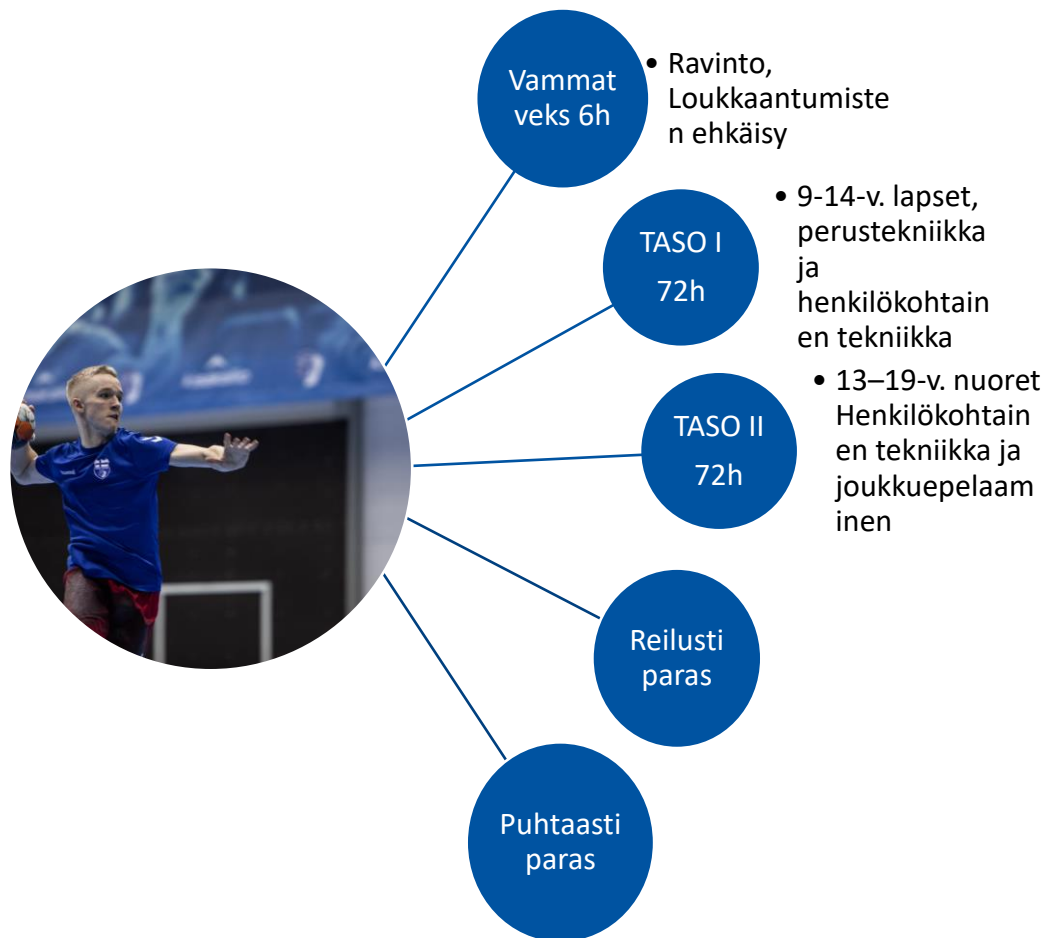 Vammat
veks 6h
• Ravinto,
Loukkaantumiste
n ehkäisy
TASO I
72h
• 9-14-v. lapset,
perustekniikka
ja
henkilökohtain
en tekniikka
TASO II
72h
• 13–19-v. nuoret
Henkilökohtain
en tekniikka ja
joukkuepelaam
inen
Reilusti
paras
Puhtaasti
paras